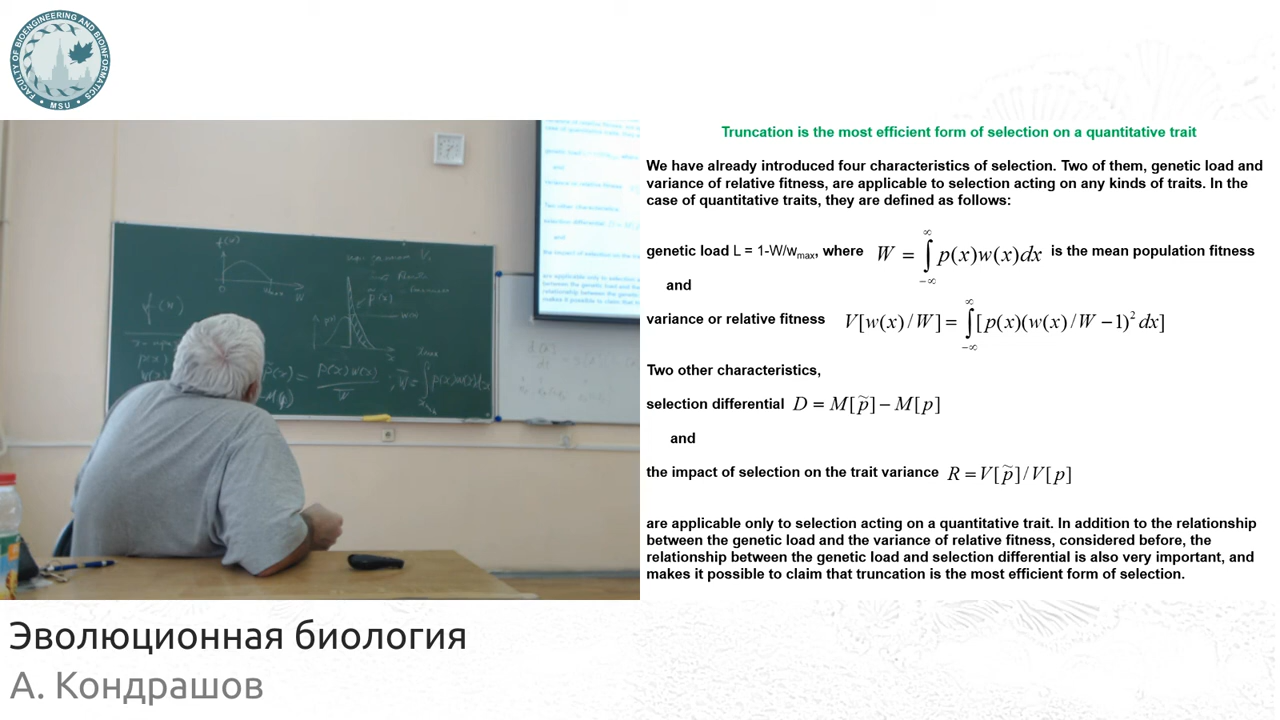 FACULTY OF BIOENGINEERING AND BIOINFORMATICS
• MSU •
Truncation is the most efficient form of selection on a quantitative trait
We have already introduced four characteristics of selection. Two of them, genetic load and
variance of relative fitness, are applicable to selection acting on any kinds of traits. In the
case of quantitative traits, they are defined as follows:
genetic load L = 1-W/wmax, where W = ∫_{-∞}^{∞} p(x)w(x)dx is the mean population fitness
and
variance or relative fitness V[w(x)/W] = ∫_{-∞}^{∞} [p(x)(w(x)/W − 1)² dx]
Two other characteristics,
selection differential D = M[p̃] − M[p]
and
the impact of selection on the trait variance R = V[p̃]/V[p]
are applicable only to selection acting on a quantitative trait. In addition to the relationship
between the genetic load and the variance of relative fitness, considered before, the
relationship between the genetic load and selection differential is also very important, and
makes it possible to claim that truncation is the most efficient form of selection.
Эволюционная биология
А. Кондрашов